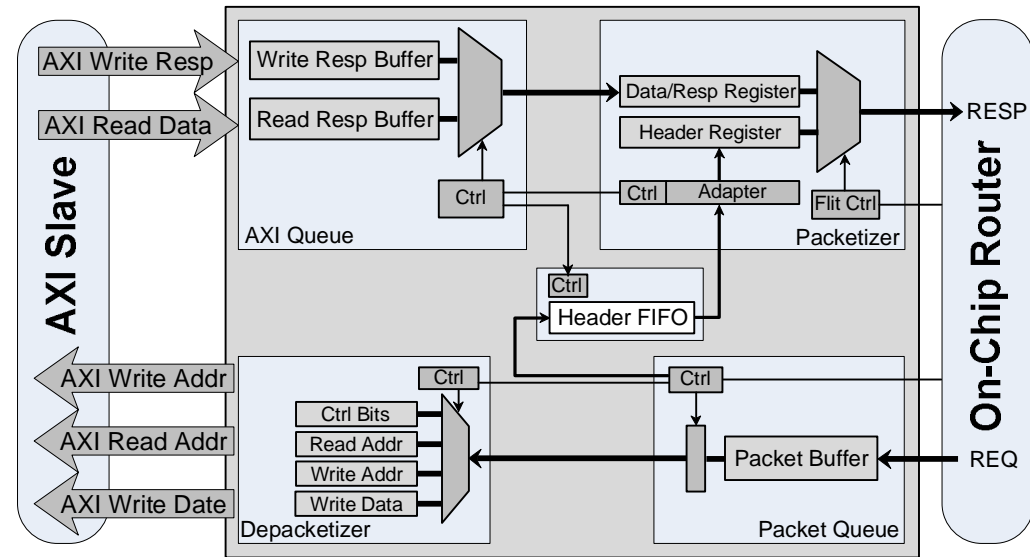 AXI Slave
AXI Write Resp
AXI Read Data
AXI Write Addr
AXI Read Addr
AXI Write Date
Write Resp Buffer
Read Resp Buffer
Ctrl
AXI Queue
Data/Resp Register
Header Register
Ctrl
Adapter
Flit Ctrl
Packetizer
Ctrl
Header FIFO
Ctrl
Ctrl Bits
Read Addr
Write Addr
Write Data
Depacketizer
Ctrl
Packet Buffer
Packet Queue
RESP
On-Chip Router
REQ